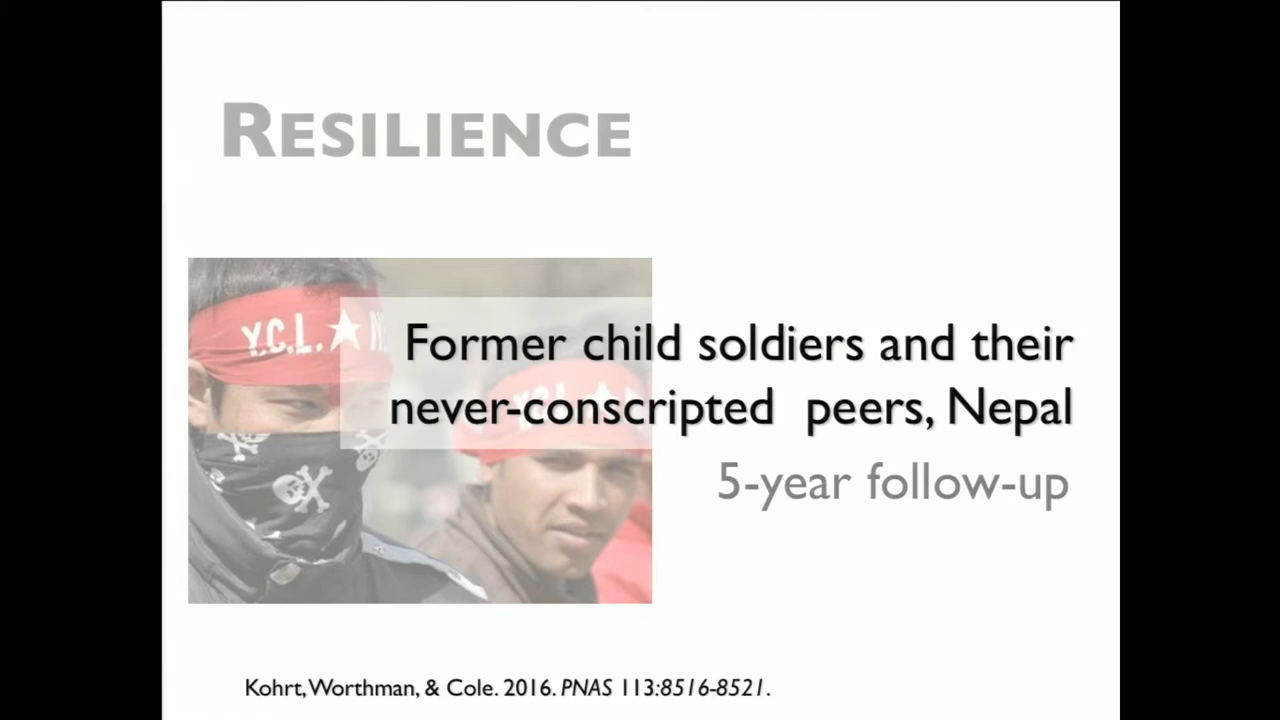 RESILIENCE
Y.C.L. ★ N
Former child soldiers and their
never-conscripted peers, Nepal
5-year follow-up
Kohrt, Worthman, & Cole. 2016. PNAS 113:8516-8521.